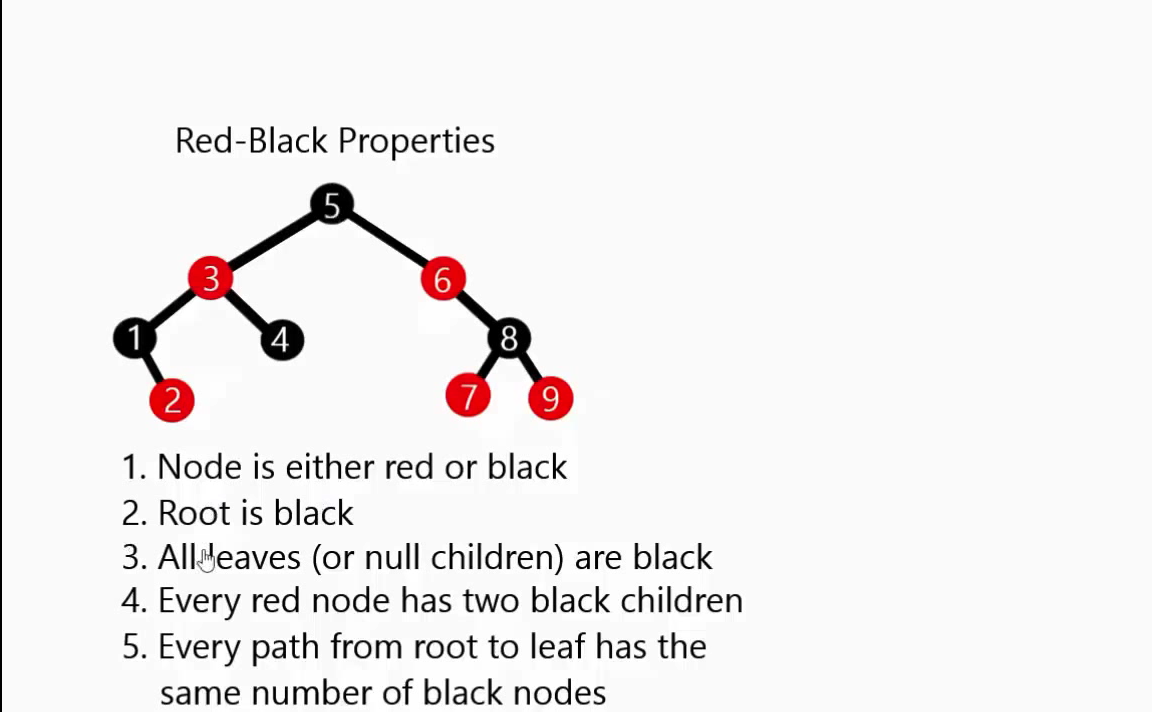 Red-Black Properties
5
3
6
1
4
8
2
7
9
1. Node is either red or black
2. Root is black
3. All leaves (or null children) are black
4. Every red node has two black children
5. Every path from root to leaf has the
same number of black nodes